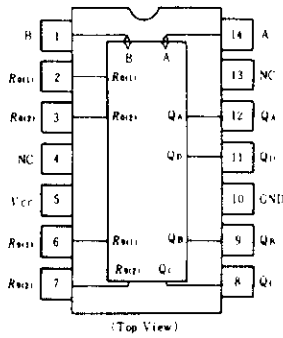 B 1 14 A
B A
R0(1) 2 R0(1) 13 NC
R0(2) 3 R0(2) QA 12 QA
NC 4 QD 11 QD
VCC 5 10 GND
R9(1) 6 R9(1) QB 9 QB
R9(2) 7 R9(2) QC 8 QC
(Top View)